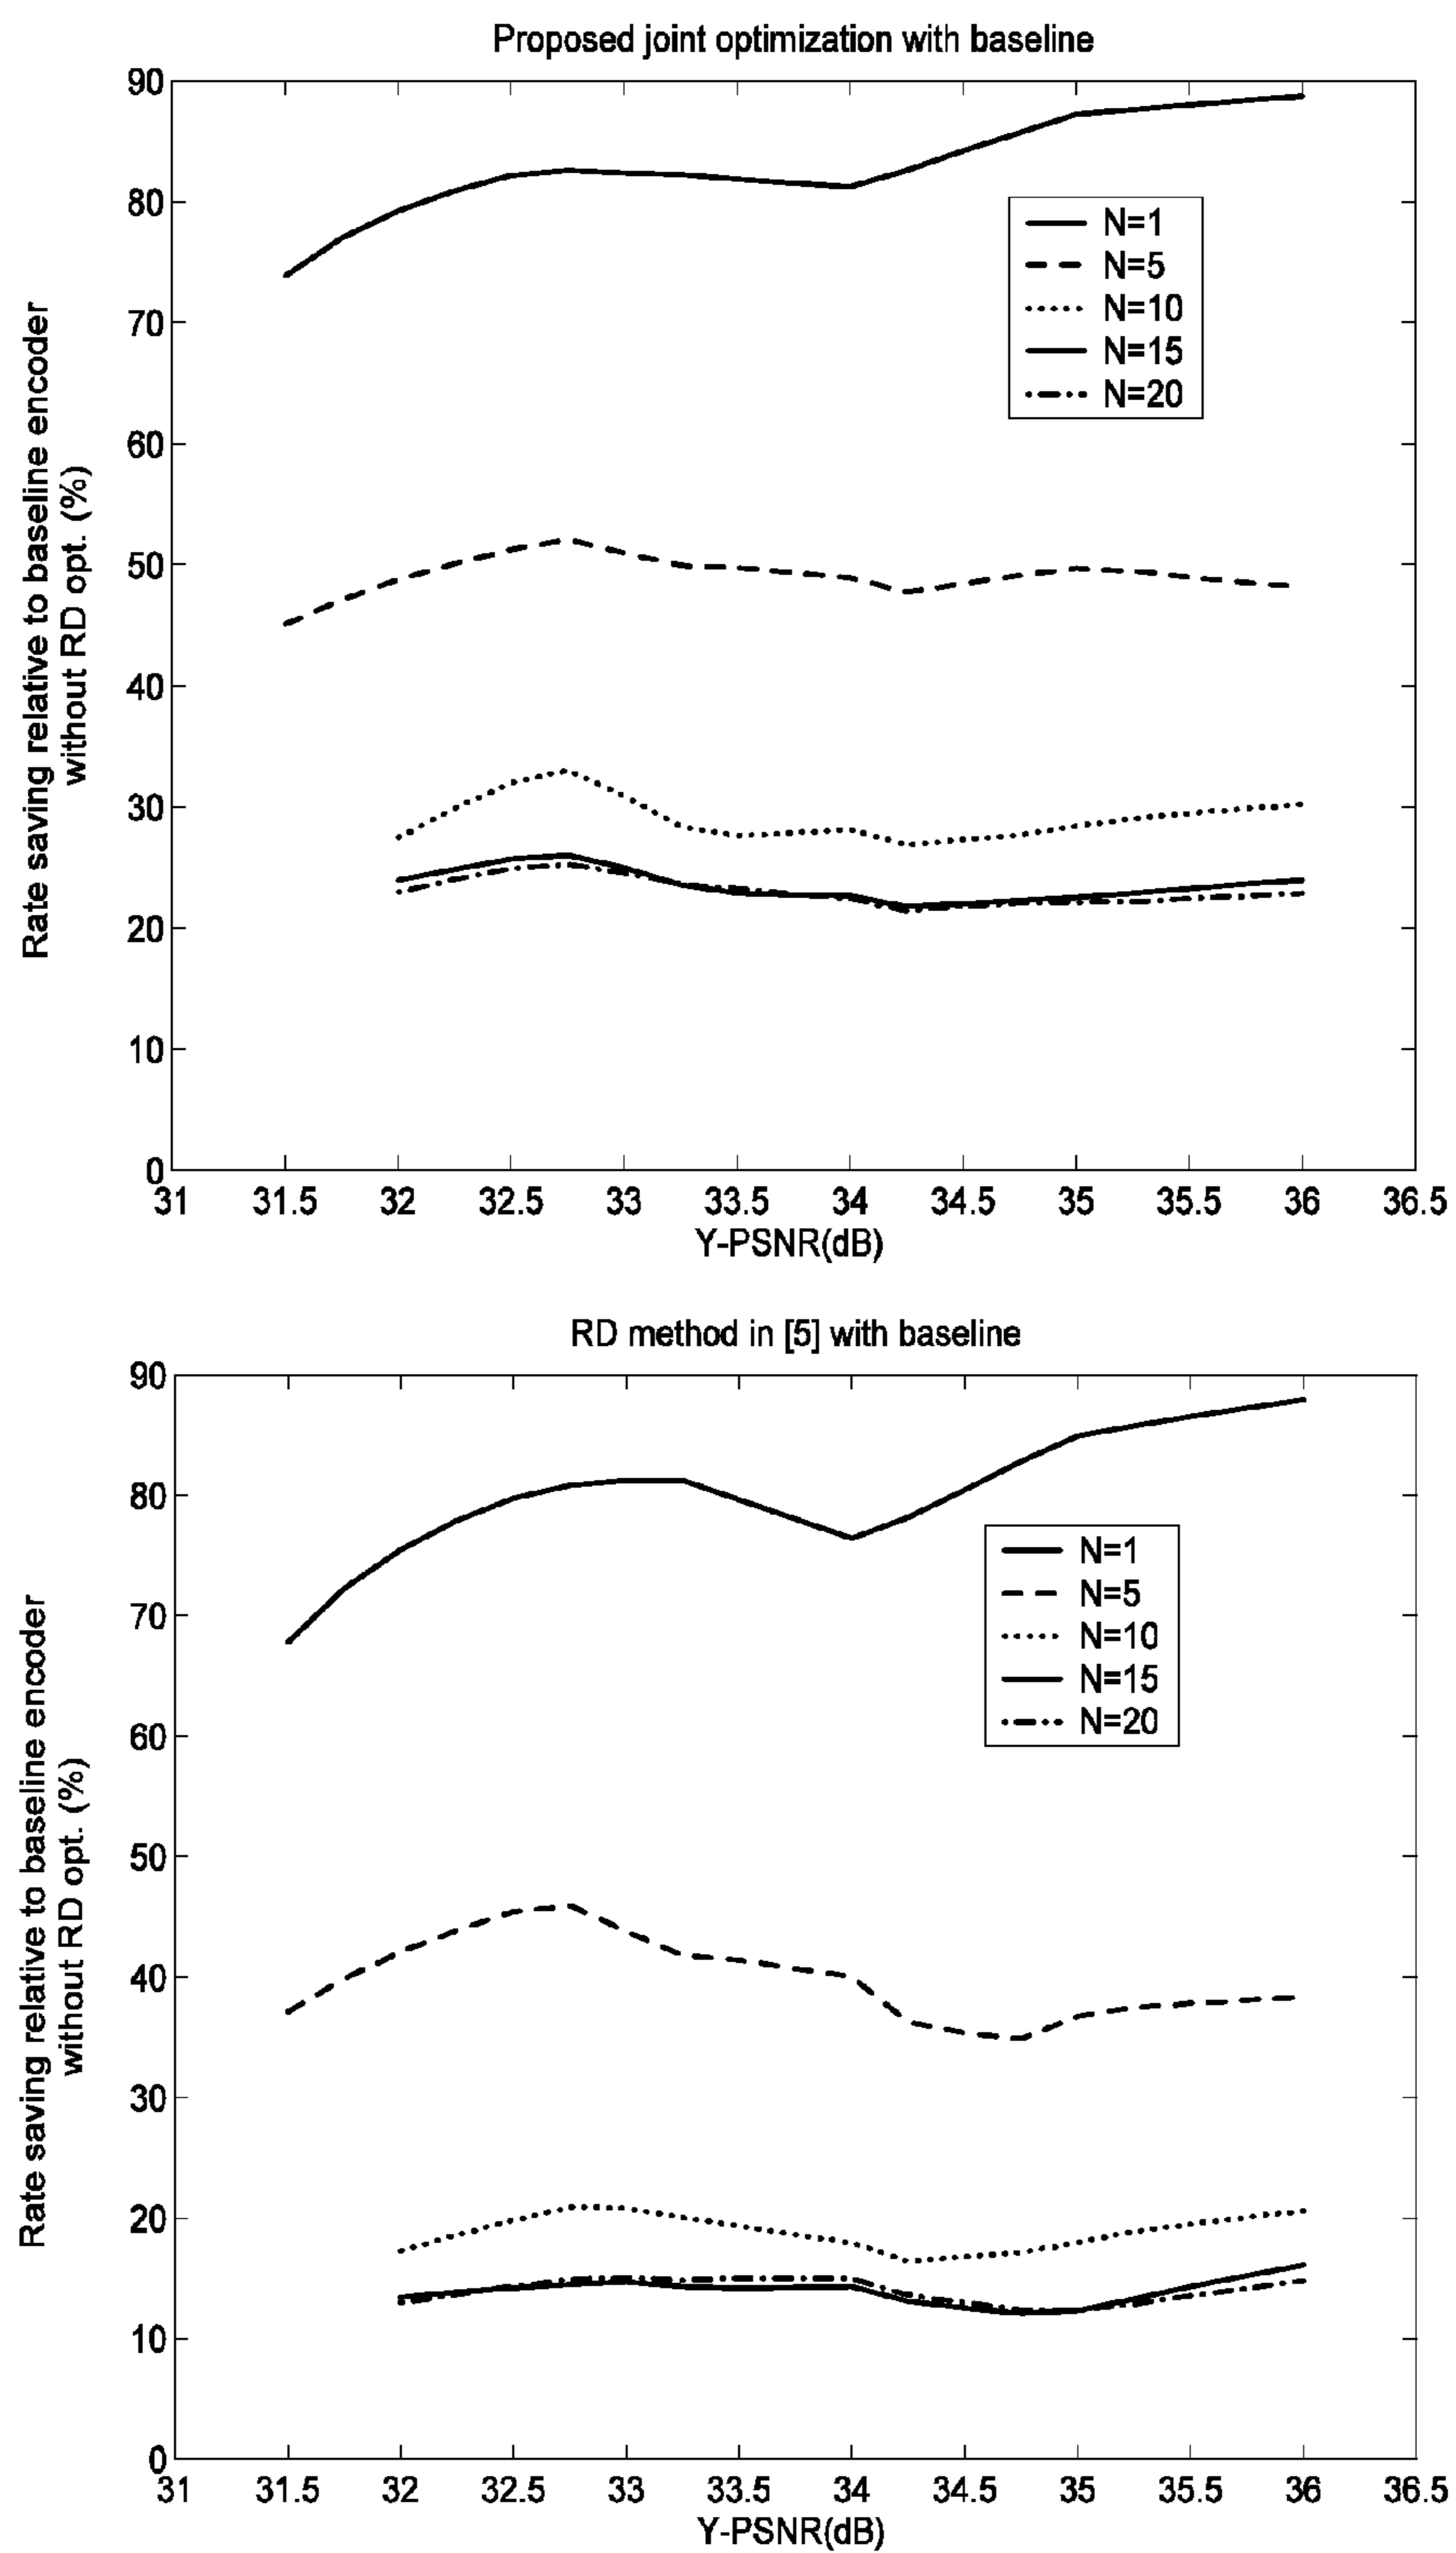 Proposed joint optimization with baseline
90
80
70
60
50
40
30
20
10
0
Rate saving relative to baseline encoder
without RD opt. (%)
N=1
N=5
N=10
N=15
N=20
31 31.5 32 32.5 33 33.5 34 34.5 35 35.5 36 36.5
Y-PSNR(dB)
RD method in [5] with baseline
90
80
70
60
50
40
30
20
10
0
Rate saving relative to baseline encoder
without RD opt. (%)
N=1
N=5
N=10
N=15
N=20
31 31.5 32 32.5 33 33.5 34 34.5 35 35.5 36 36.5
Y-PSNR(dB)